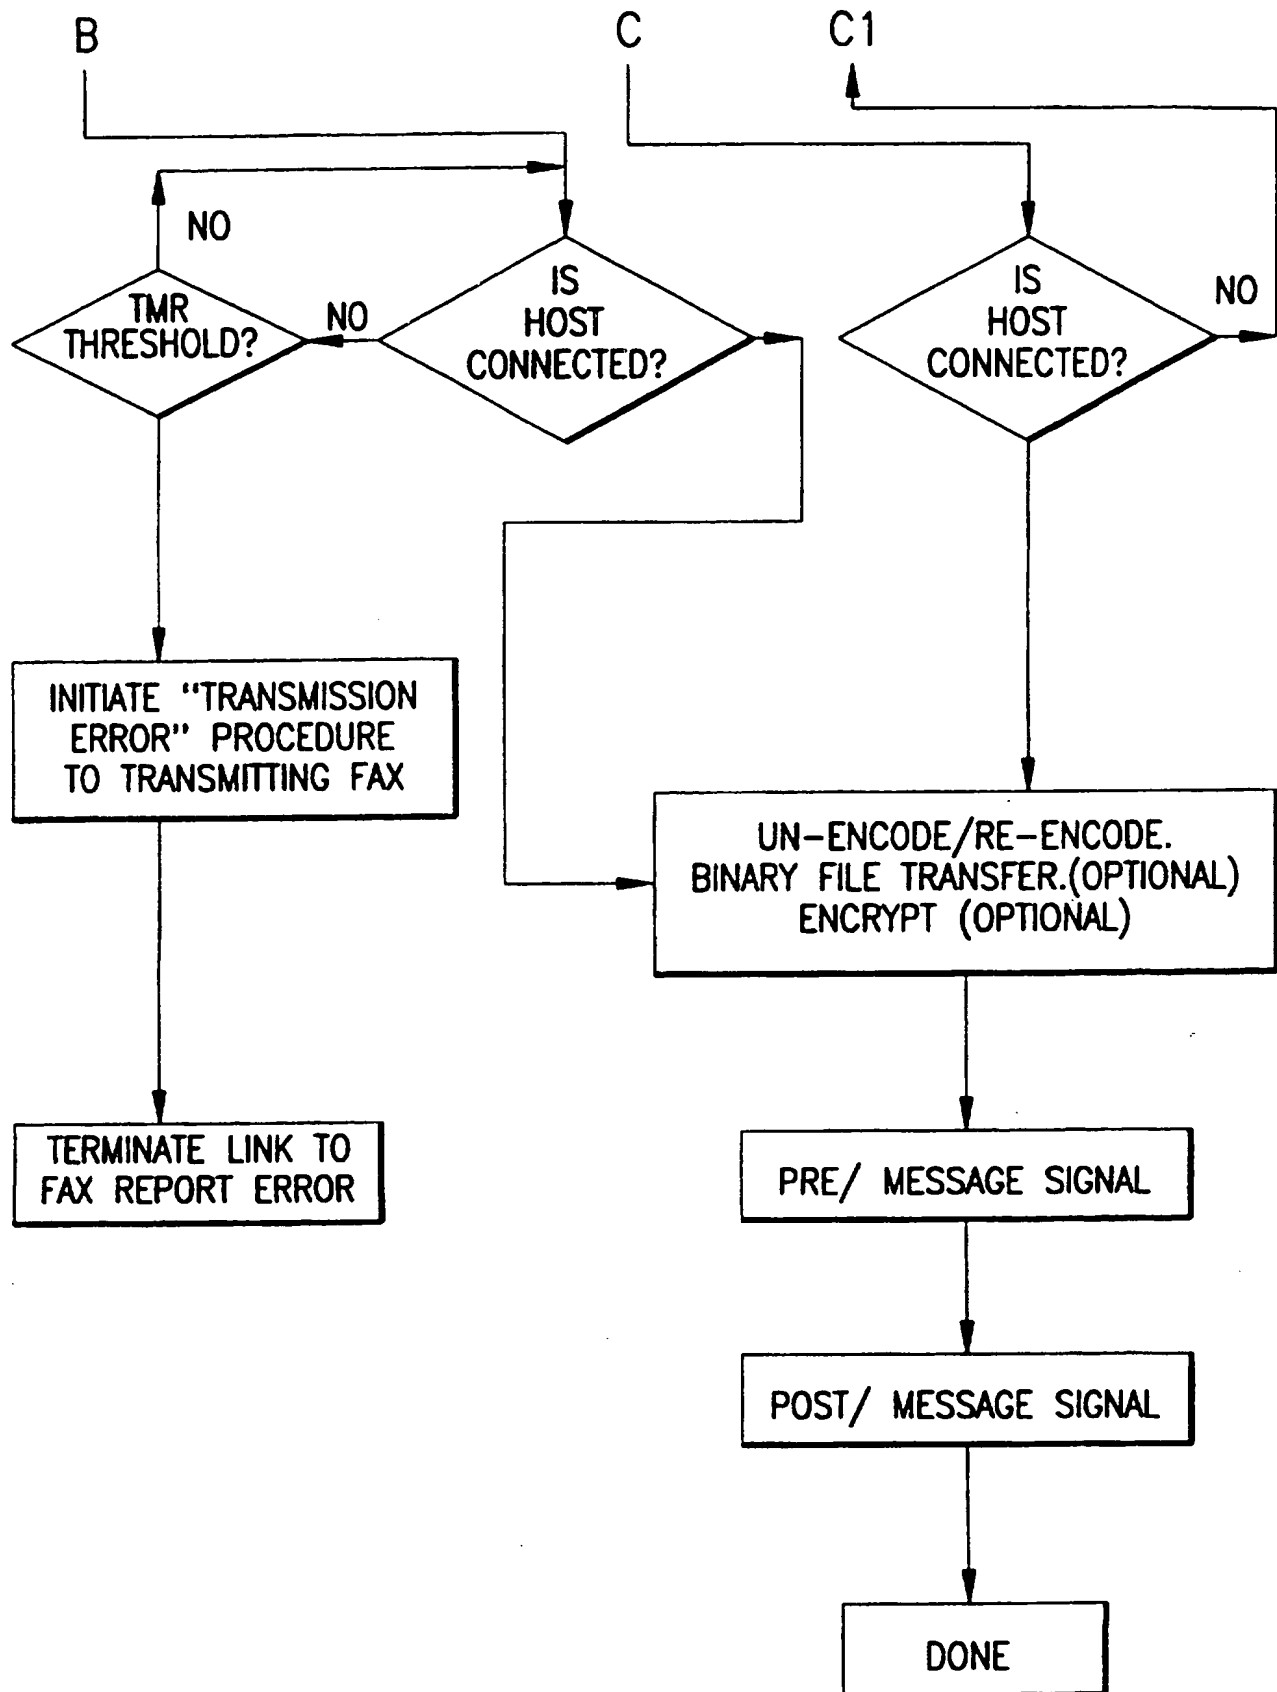 B
C
C1
NO
TMR
THRESHOLD?
NO
IS
HOST
CONNECTED?
IS
HOST
CONNECTED?
NO
INITIATE "TRANSMISSION
ERROR" PROCEDURE
TO TRANSMITTING FAX
UN-ENCODE/RE-ENCODE.
BINARY FILE TRANSFER.(OPTIONAL)
ENCRYPT (OPTIONAL)
TERMINATE LINK TO
FAX REPORT ERROR
PRE/ MESSAGE SIGNAL
POST/ MESSAGE SIGNAL
DONE